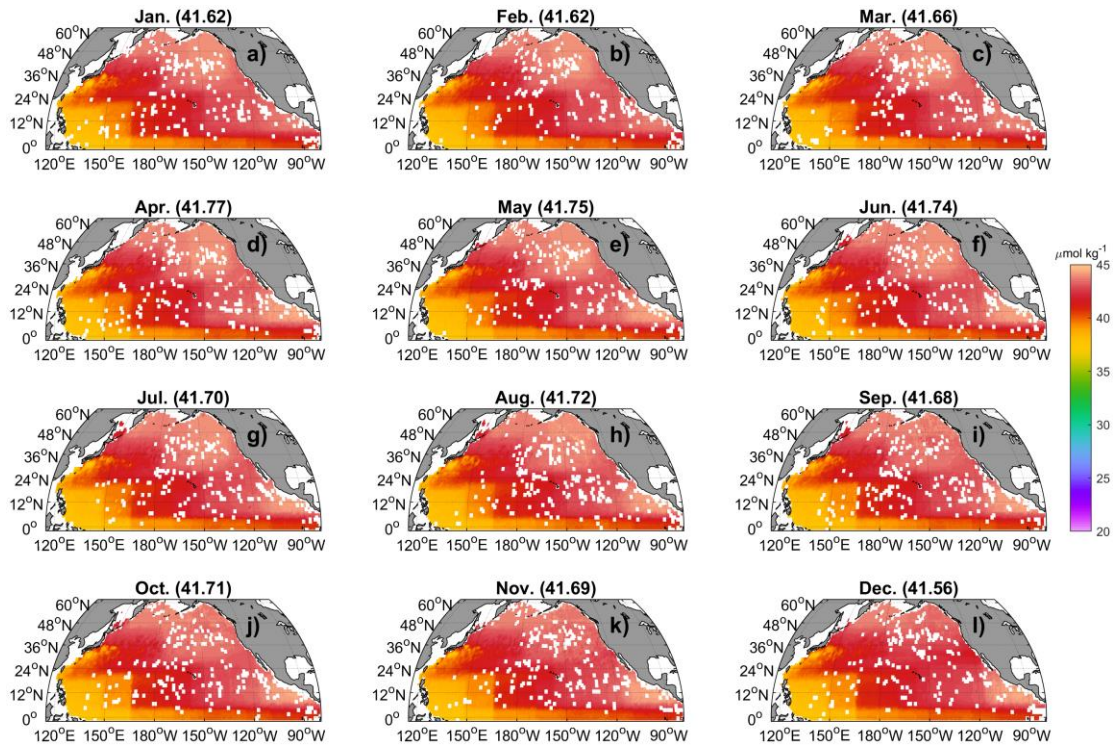 Jan. (41.62) Feb. (41.62) Mar. (41.66)
60°N 60°N 60°N
a) b) c)
48°N 48°N 48°N
36°N 36°N 36°N
24°N 24°N 24°N
12°N 12°N 12°N
0° 0° 0°
120°E 150°E 180°W 150°W 120°W 90°W 120°E 150°E 180°W 150°W 120°W 90°W 120°E 150°E 180°W 150°W 120°W 90°W
Apr. (41.77) May (41.75) Jun. (41.74)
60°N 60°N 60°N
d) e) f)
48°N 48°N 48°N
36°N 36°N 36°N
24°N 24°N 24°N
12°N 12°N 12°N
0° 0° 0°
120°E 150°E 180°W 150°W 120°W 90°W 120°E 150°E 180°W 150°W 120°W 90°W 120°E 150°E 180°W 150°W 120°W 90°W
μmol kg⁻¹
45
40
35
30
25
20
Jul. (41.70) Aug. (41.72) Sep. (41.68)
60°N 60°N 60°N
g) h) i)
48°N 48°N 48°N
36°N 36°N 36°N
24°N 24°N 24°N
12°N 12°N 12°N
0° 0° 0°
120°E 150°E 180°W 150°W 120°W 90°W 120°E 150°E 180°W 150°W 120°W 90°W 120°E 150°E 180°W 150°W 120°W 90°W
Oct. (41.71) Nov. (41.69) Dec. (41.56)
60°N 60°N 60°N
j) k) l)
48°N 48°N 48°N
36°N 36°N 36°N
24°N 24°N 24°N
12°N 12°N 12°N
0° 0° 0°
120°E 150°E 180°W 150°W 120°W 90°W 120°E 150°E 180°W 150°W 120°W 90°W 120°E 150°E 180°W 150°W 120°W 90°W